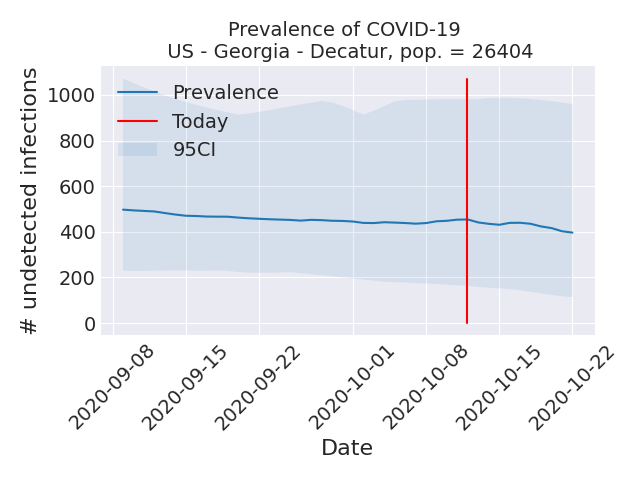 Prevalence of COVID-19
US - Georgia - Decatur, pop. = 26404
# undetected infections
1000
800
600
400
200
0
Prevalence
Today
95CI
2020-09-08
2020-09-15
2020-09-22
2020-10-01
2020-10-08
2020-10-15
2020-10-22
Date